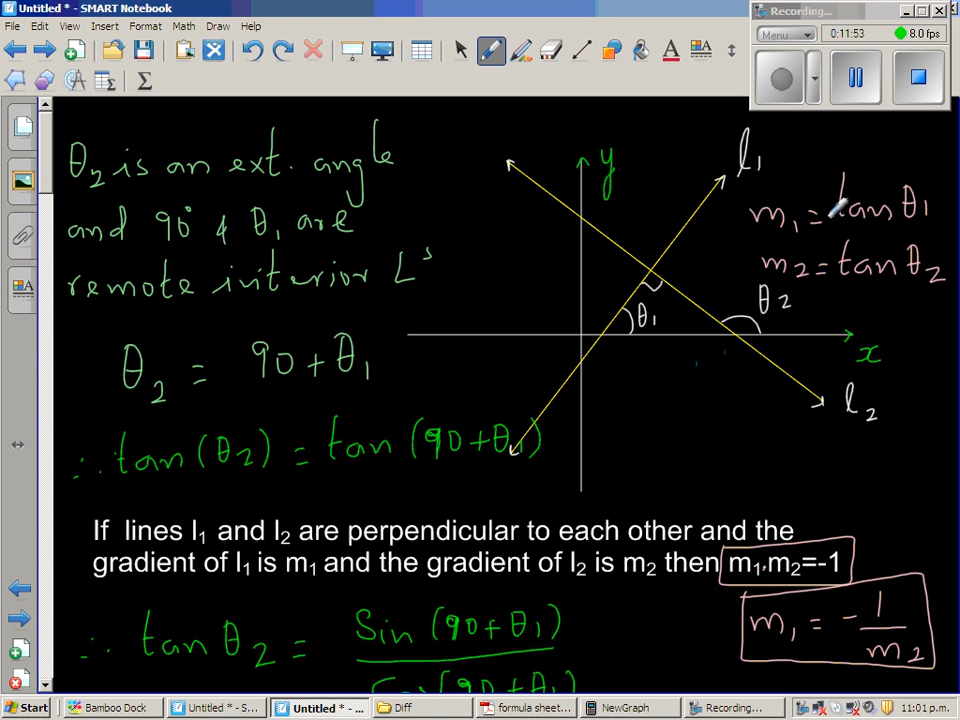 Untitled * - SMART Notebook
File Edit View Insert Format Math Draw Help
Recording...
Menu 0:11:53 8.0 fps
θ2 is an ext. angle
and 90° & θ1 are
remote initerior L's
θ2 = 90 + θ1
∴ tan (θ2) = tan (90+θ1)
y
l1
m1 = tan θ1
m2 = tan θ2
θ1
θ2
x
l2
If lines l1 and l2 are perpendicular to each other and the
gradient of l1 is m1 and the gradient of l2 is m2 then m1.m2=-1
m1 = - 1/m2
∴ tan θ2 = Sin (90+θ1)
Cos (90+θ1)
Start Bamboo Dock Untitled * - SMART... Untitled * - ... Diff formula sheet... NewGraph Recording... 11:01 p.m.